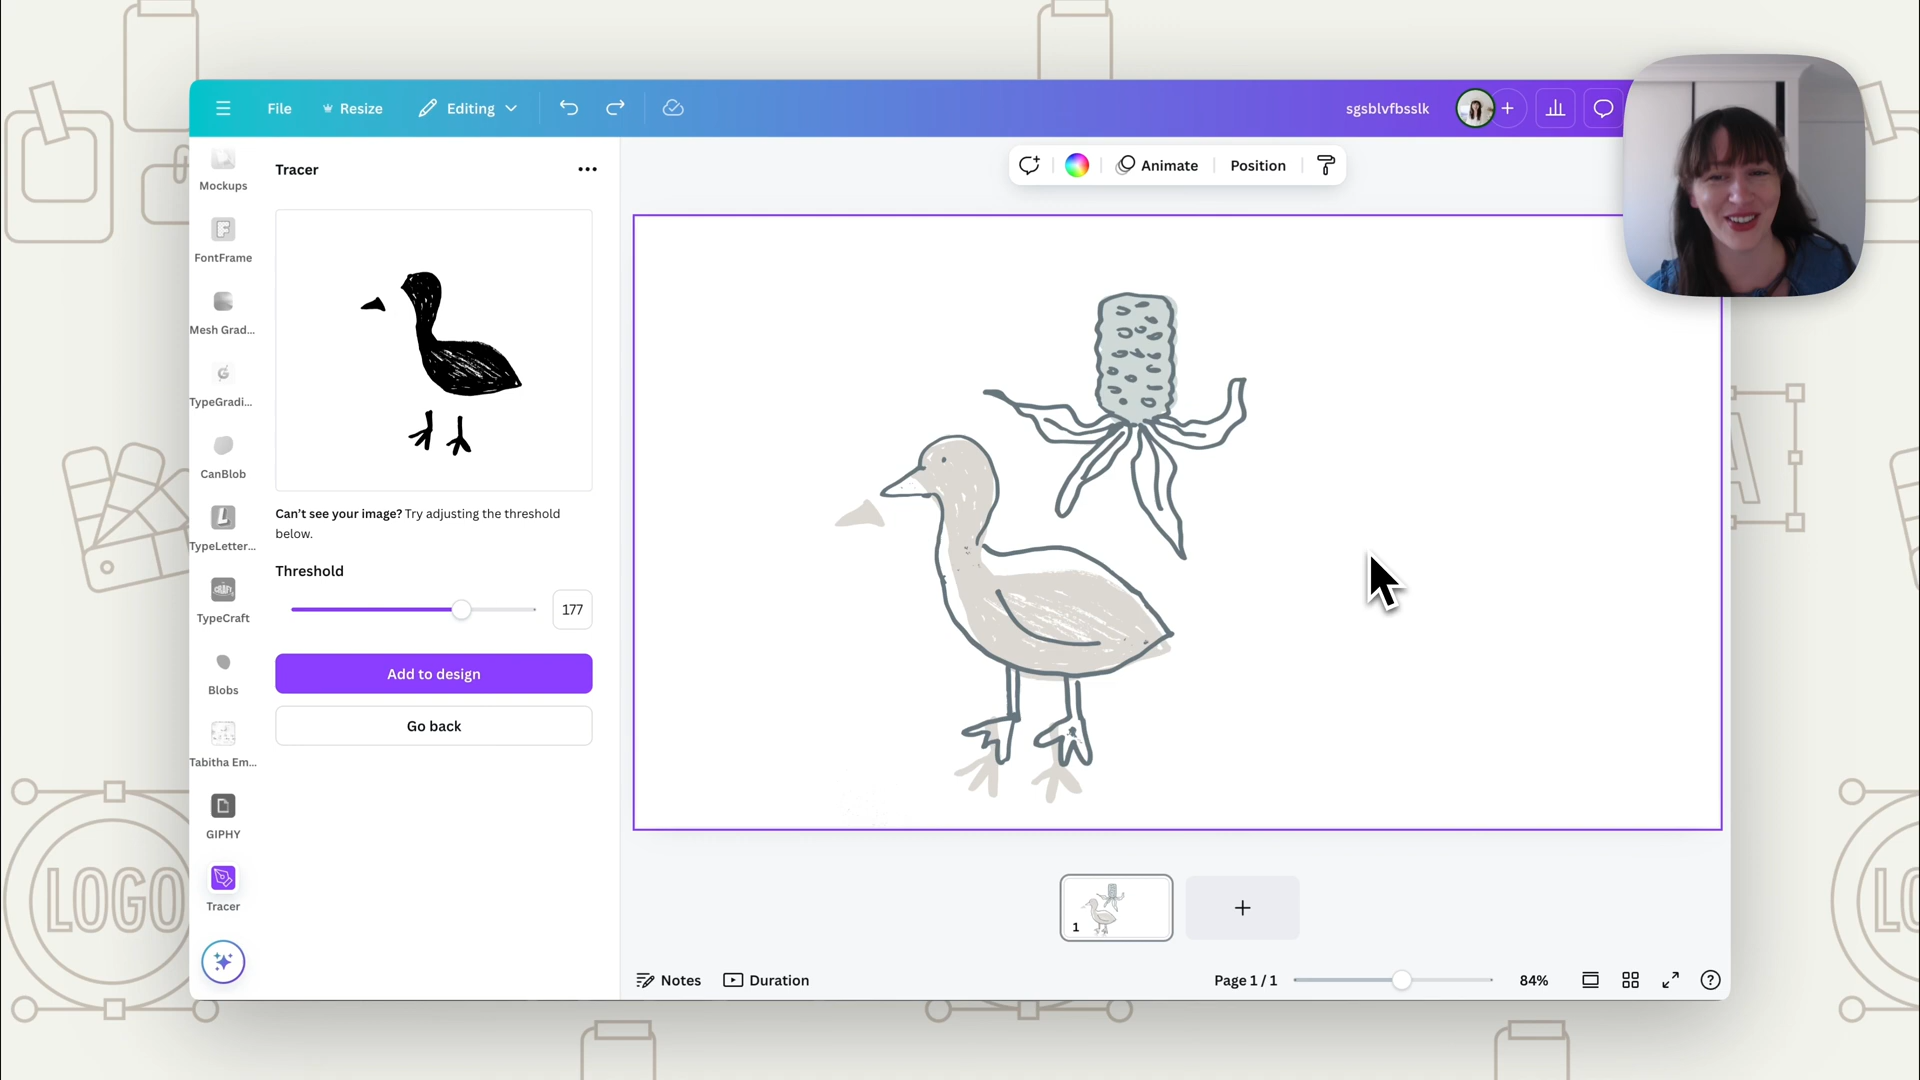 File
Resize
Editing
sgsblvfbsslk
Mockups
FontFrame
Mesh Grad...
TypeGradi...
CanBlob
TypeLetter...
TypeCraft
Blobs
Tabitha Em...
GIPHY
Tracer
Tracer
Can't see your image? Try adjusting the threshold
below.
Threshold
177
Add to design
Go back
Animate
Position
1
Notes
Duration
Page 1 / 1
84%
LOGO